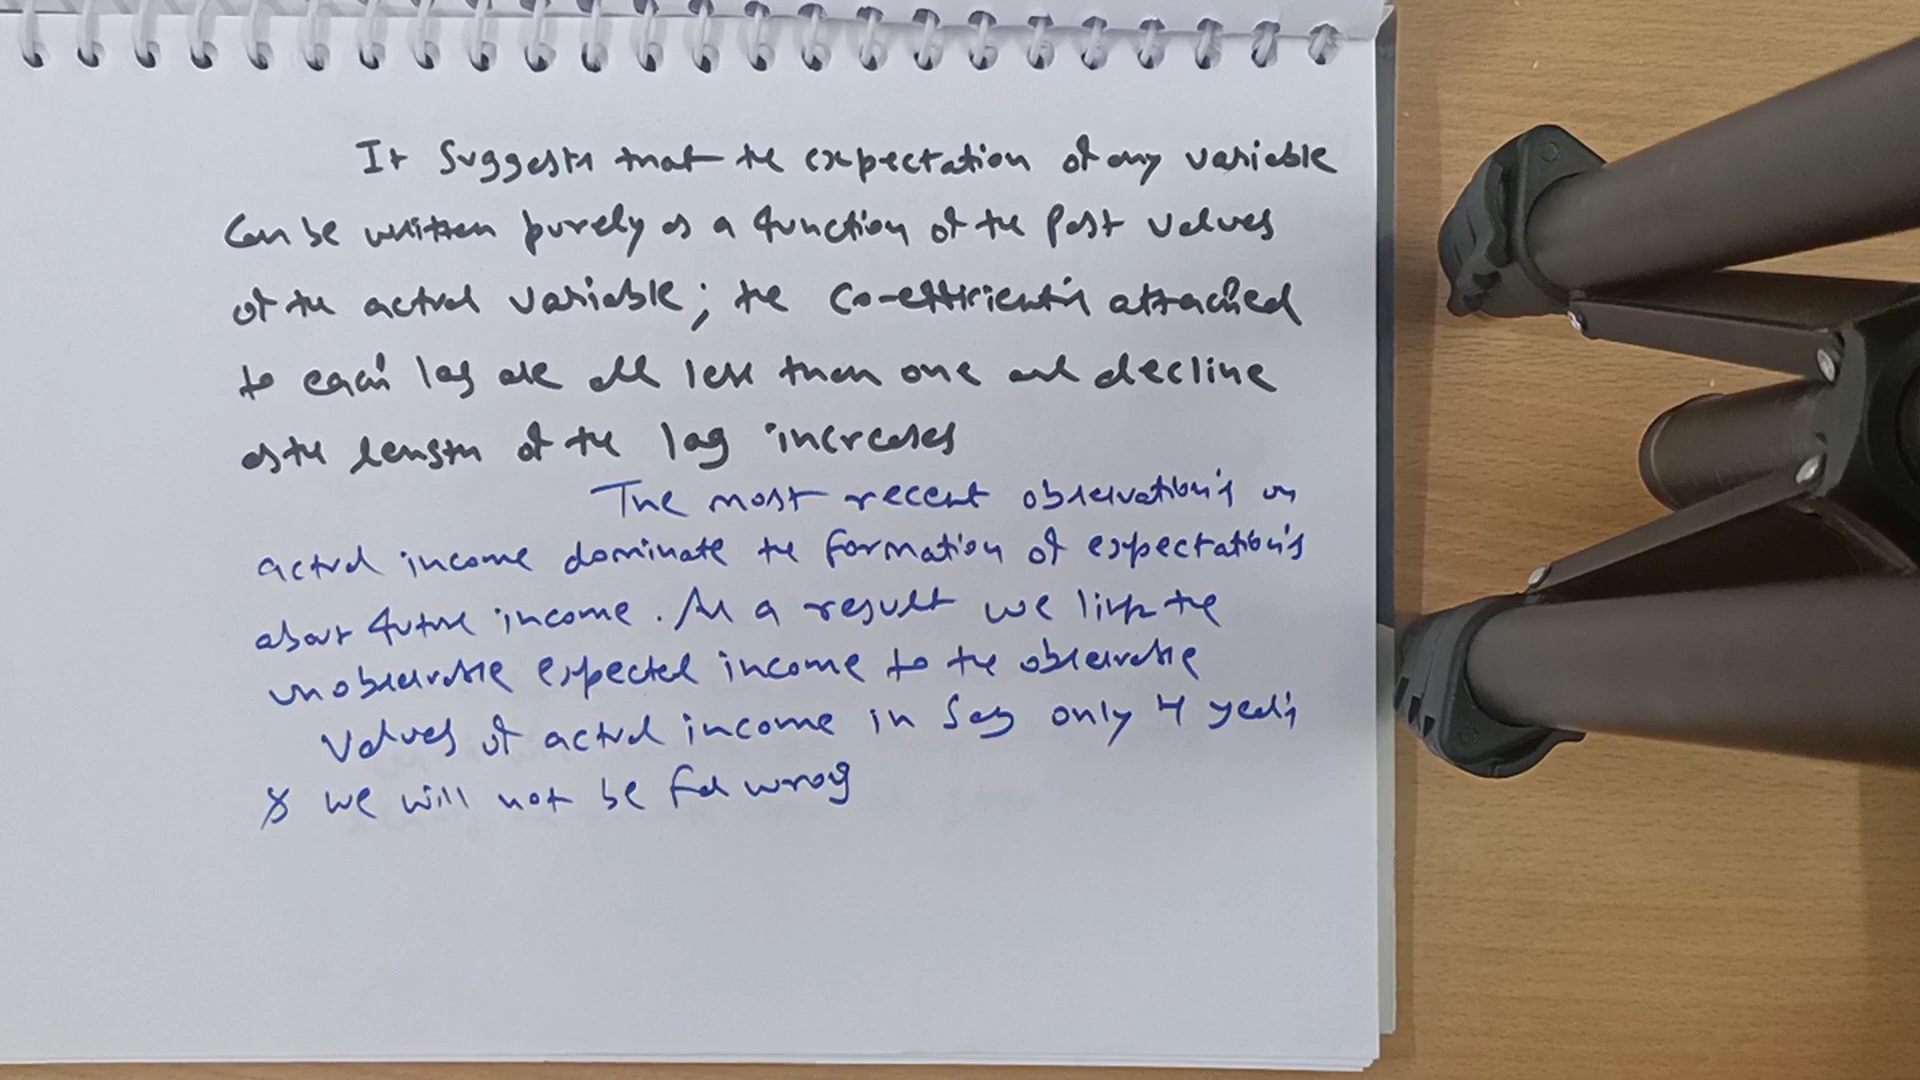 It suggests that the expectation of any variable
can be written purely as a function of the past values
of the actual variable; the co-efficients attached
to each lag are all less than one and decline
as the length of the lag increases
The most recent observations on
actual income dominate the formation of expectations
about future income. As a result we link the
unobservable expected income to the observable
values of actual income in say only 4 years
& we will not be far wrog